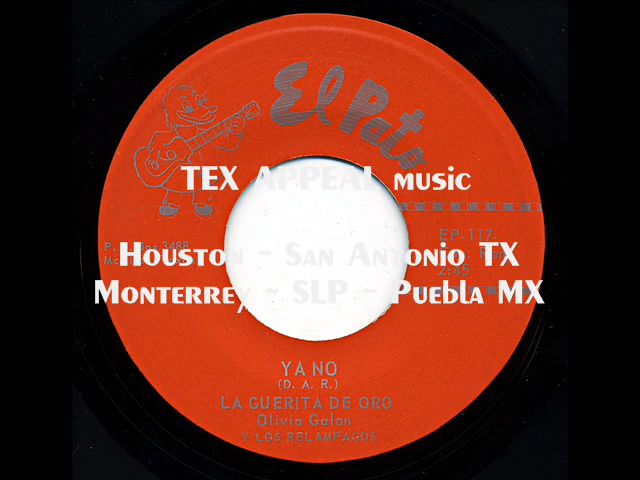 El Pato
TEX APPEAL music
EP-117-
3488
2:45
Houston - San Antonio TX
Monterrey - SLP - Puebla MX
YA NO
(D. A. R.)
LA GUERITA DE ORO
Olivia Galan
Y LOS RELAMPAGOS